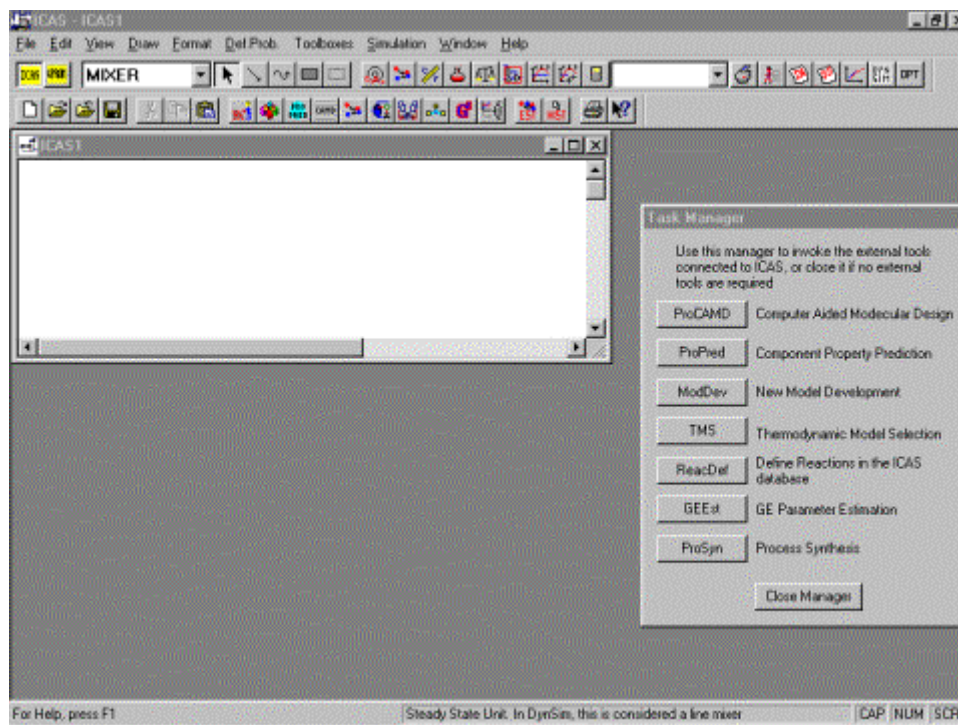 ICAS - ICAS1
File Edit View Draw Format Def.Prob. Toolboxes Simulation Window Help
MIXER
OPT
ICAS1
Task Manager
Use this manager to invoke the external tools
connected to ICAS, or close it if no external
tools are required
ProCAMD Computer Aided Modecular Design
ProPred Component Property Prediction
ModDev New Model Development
TMS Thermodynamic Model Selection
ReacDef Define Reactions in the ICAS
database
GEEst GE Parameter Estimation
ProSyn Process Synthesis
Close Manager
For Help, press F1 Steady State Unit. In DynSim, this is considered a line mixer CAP NUM SCR